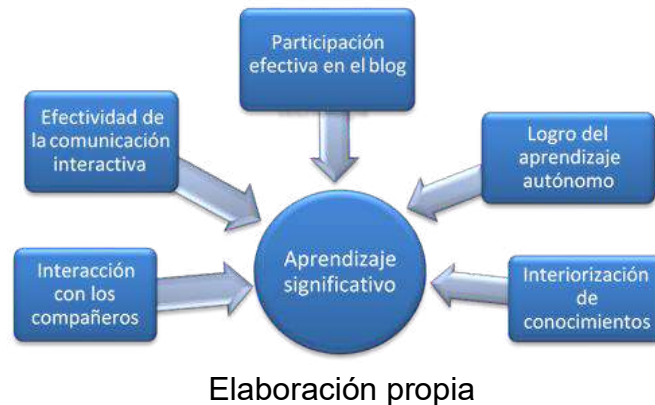 Participación
efectiva en el blog
Efectividad de
la comunicación
interactiva
Logro del
aprendizaje
autónomo
Aprendizaje
significativo
Interacción
con los
compañeros
Interiorización
de
conocimientos
Elaboración propia